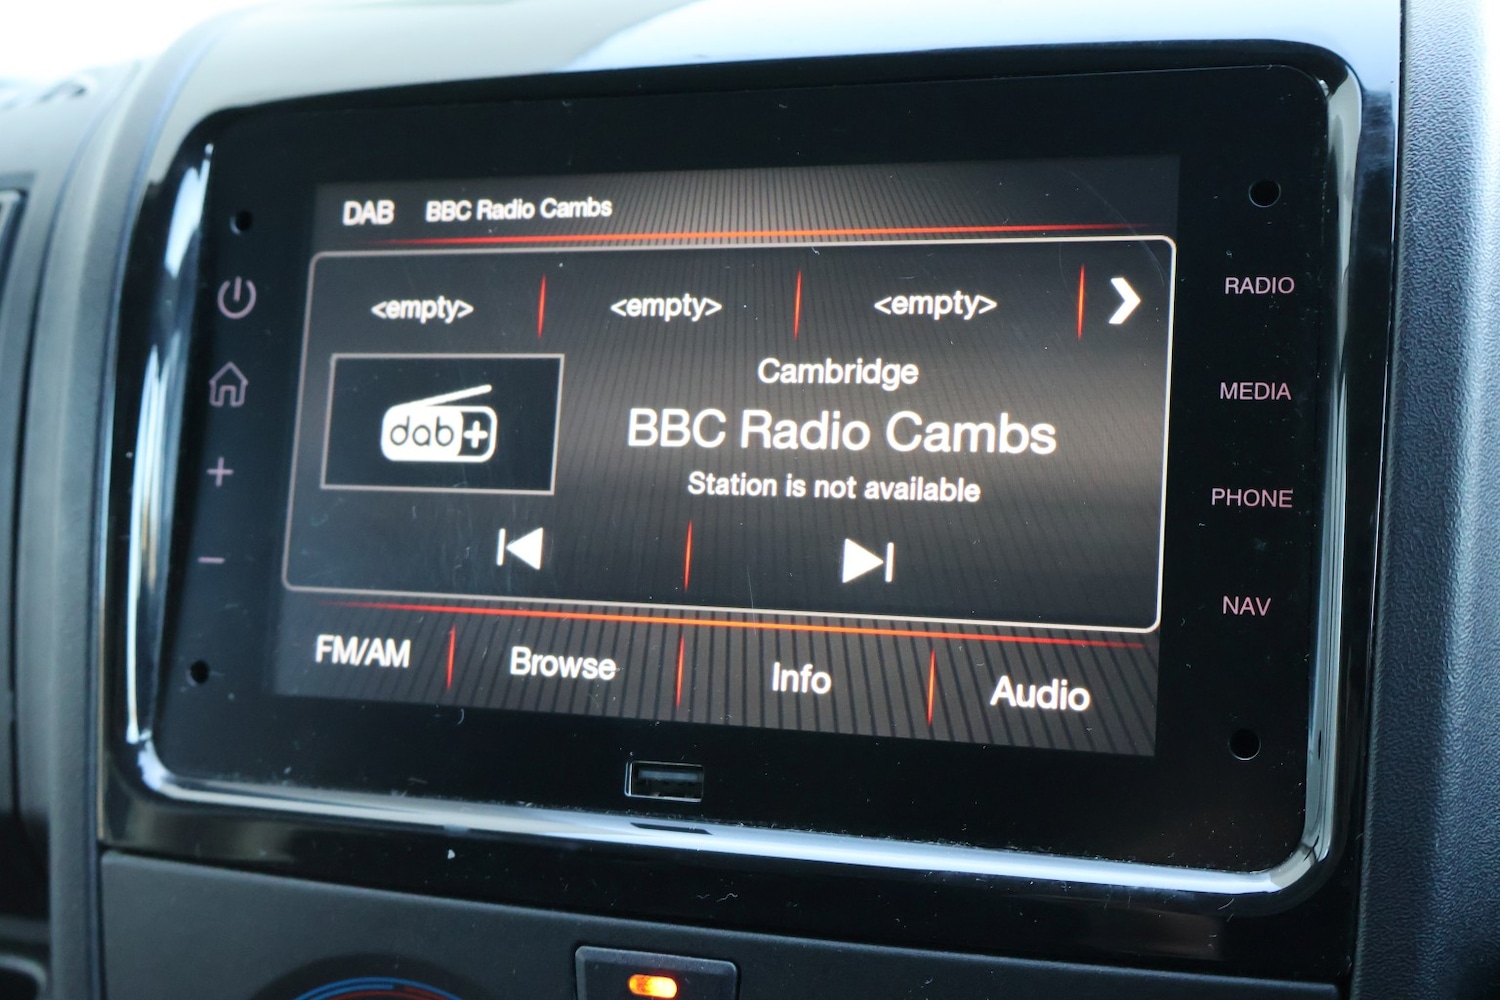 DAB BBC Radio Cambs
<empty> <empty> <empty>
Cambridge
dab+
BBC Radio Cambs
Station is not available
FM/AM Browse Info Audio
RADIO
MEDIA
PHONE
NAV